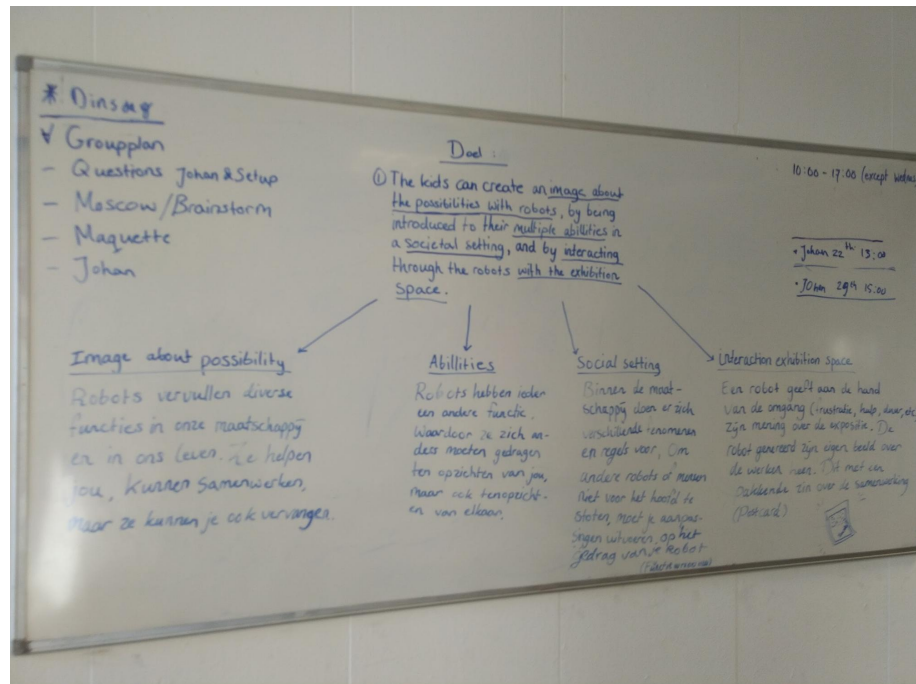 * Dinsdag
V Groupplan
- Questions Johan & Setup
- Moscow/Brainstorm
- Maquette
- Johan
Doel :
① The kids can create an image about
the possibilities with robots, by being
introduced to their multiple abillities in
a societal setting, and by interacting
through the robots with the exhibition
space.
10:00 - 17:00 (except
• Johan 22th 13:00
• Johan 29th 15:00
Image about possibility
Robots vervullen diverse
functies in onze maatschappij
en in ons leven. Ze helpen
jou, kunnen samenwerken,
maar ze kunnen je ook vervangen.
Abillities
Robots hebben ieder
een andere functie.
Waardoor ze zich an-
ders moeten gedragen
ten opzichten van jou,
maar ook tenopzicht-
en van elkaar.
Social setting
Binnen de maat-
schappij doen er zich
verschillende fenomenen
en regels voor. Om
andere robots of mensen
niet voor het hoofd te
stoten, moet je aanpas-
singen uitvoeren op het
gedrag van je robot
interaction exhibition space
Een robot geeft aan de hand
van de omgang (frustratie, hulp, duur, etc)
zijn mening over de expositie. De
robot genereerd zijn eigen beeld over
de werken heen. Dit met een
zin over de samenwerking
(Postcard)